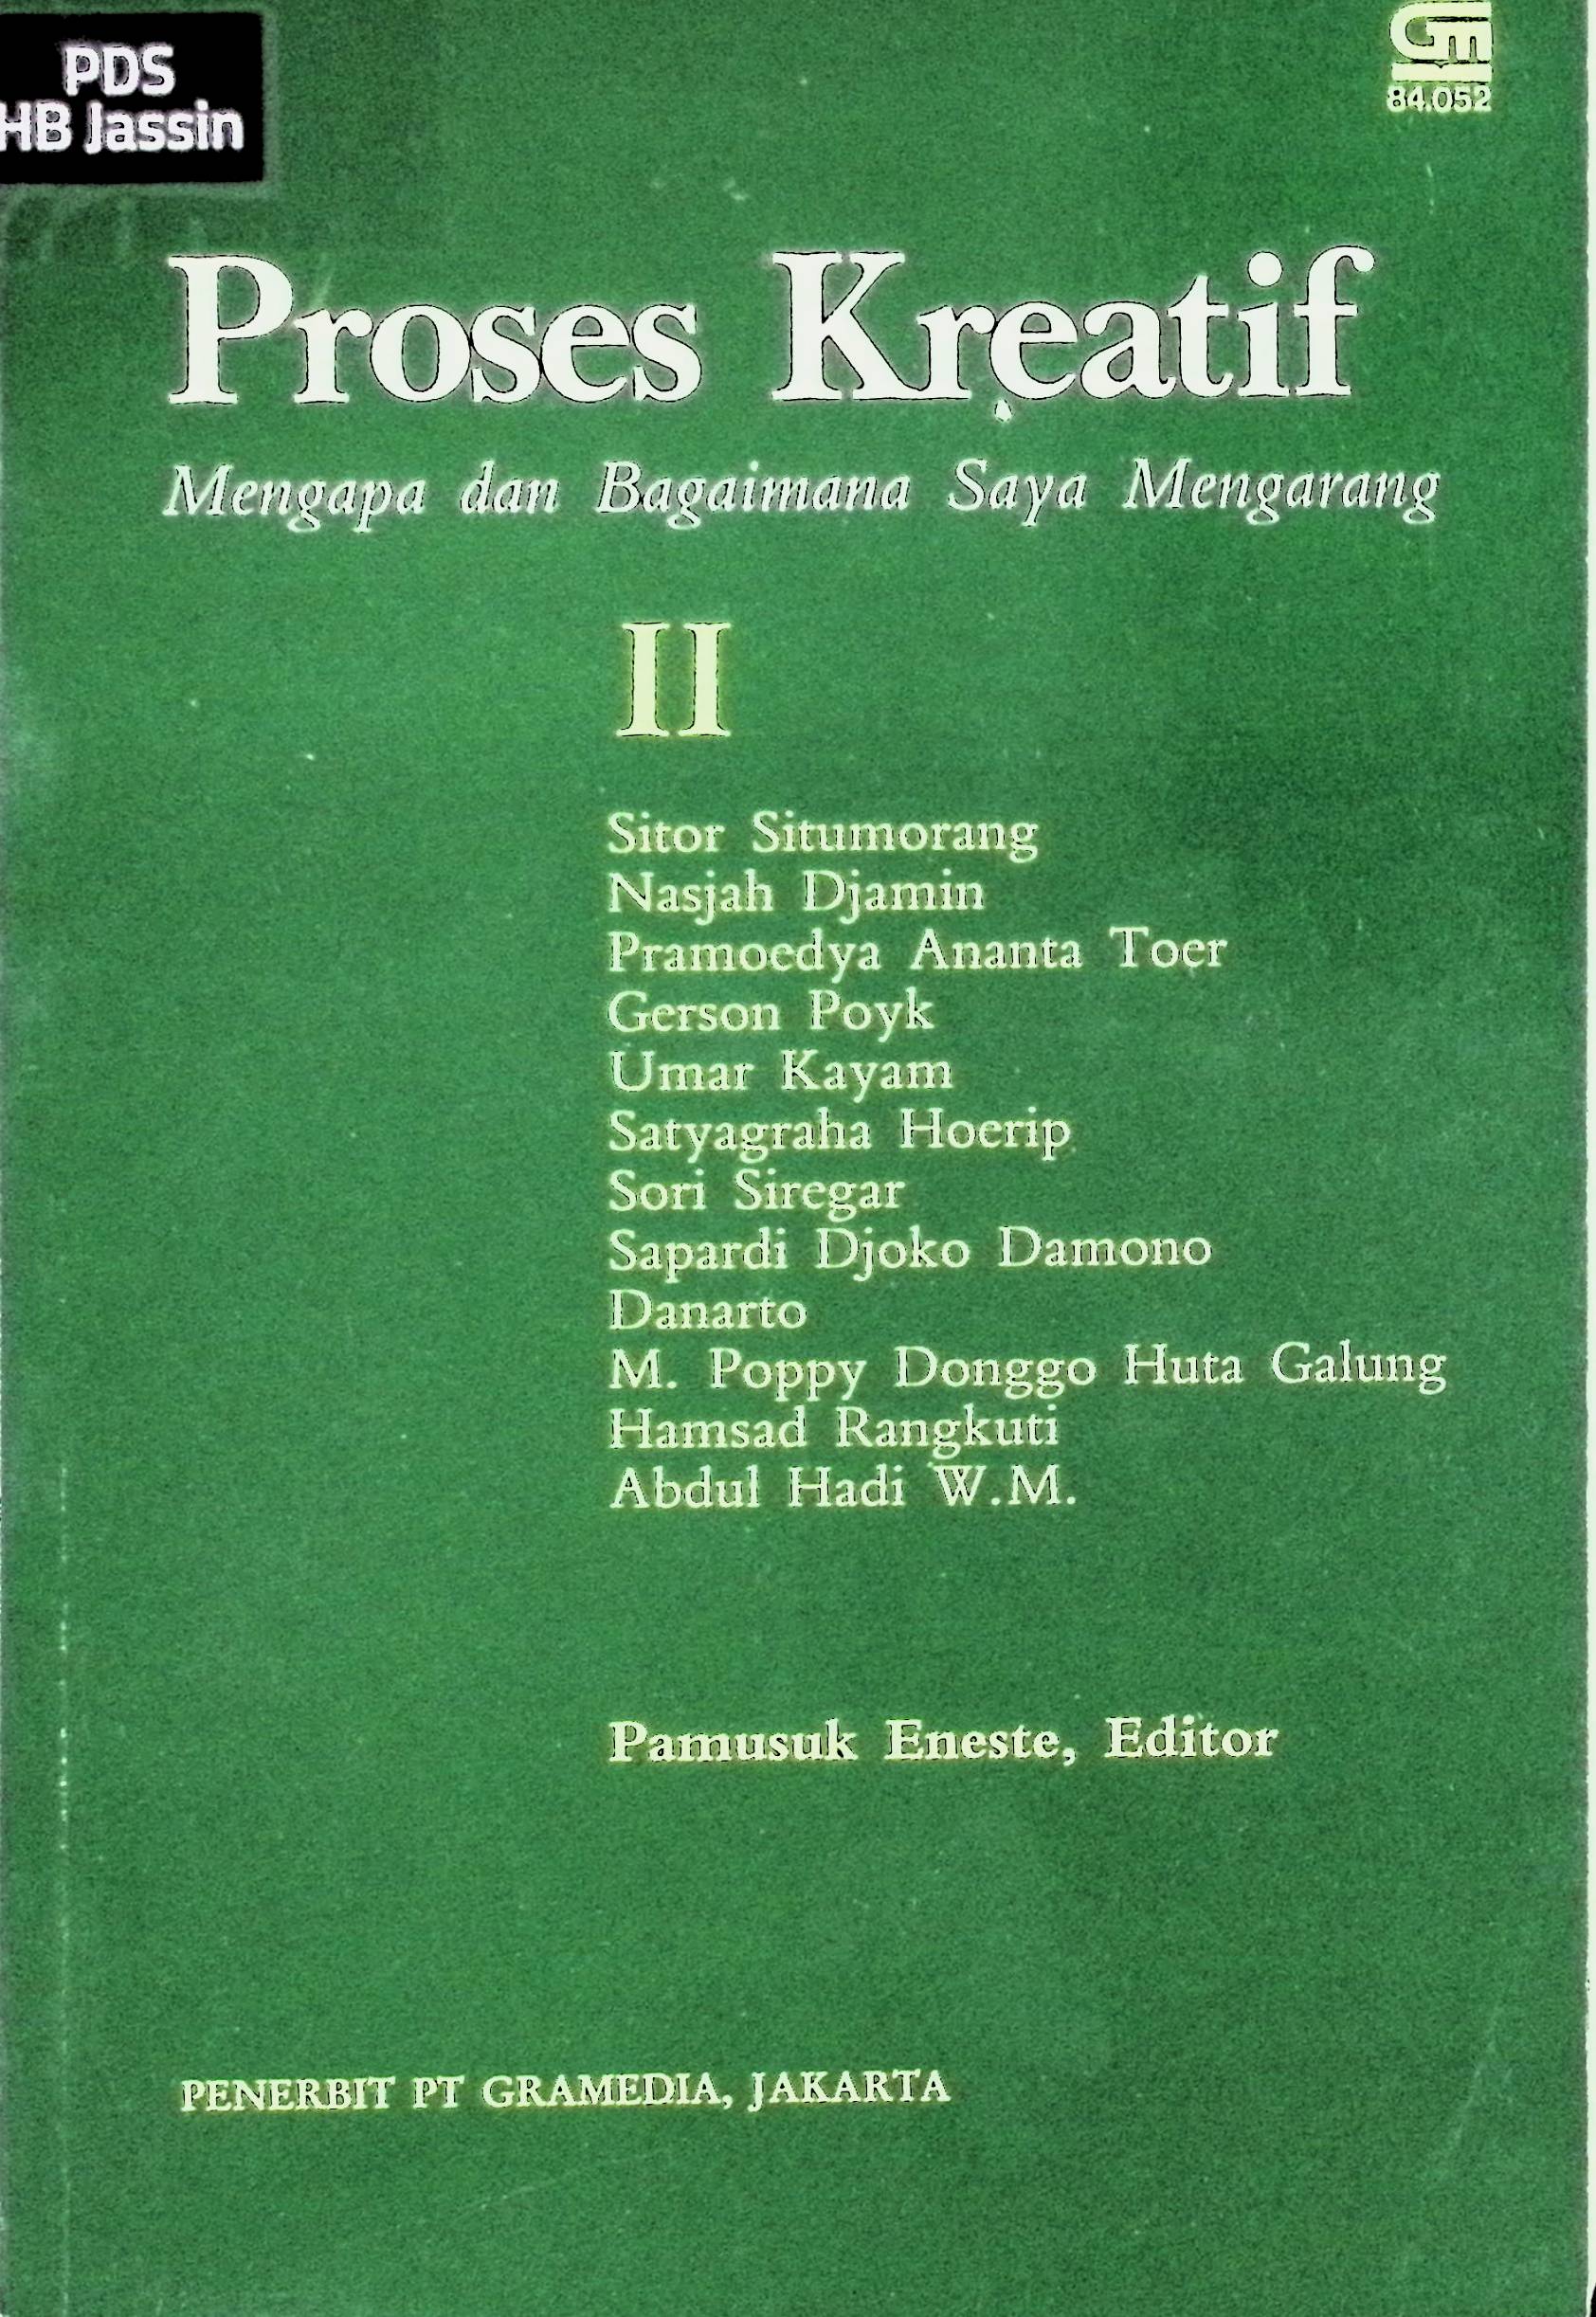 PDS
HB Jassin
GM
84.052
Proses Kreatif
Mengapa dan Bagaimana Saya Mengarang
II
Sitor Situmorang
Nasjah Djamin
Pramoedya Ananta Toer
Gerson Poyk
Umar Kayam
Satyagraha Hoerip
Sori Siregar
Sapardi Djoko Damono
Danarto
M. Poppy Donggo Huta Galung
Hamsad Rangkuti
Abdul Hadi W.M.
Pamusuk Eneste, Editor
PENERBIT PT GRAMEDIA, JAKARTA